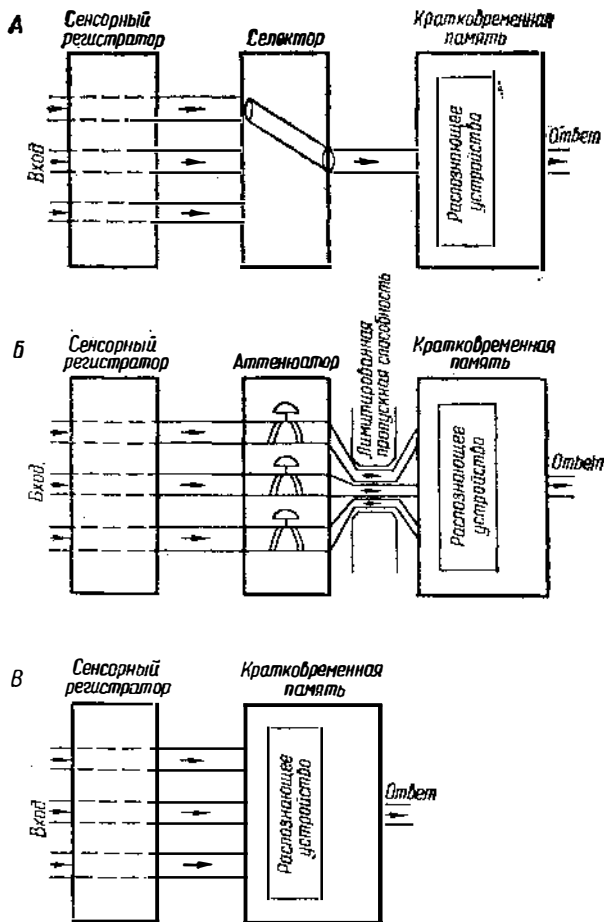 А
Сенсорный
регистратор
Селектор
Кратковременная
память
Вход
Распознающее
устройство
Ответ
Б
Сенсорный
регистратор
Аттенюатор
Лимитированная
пропускная способность
Кратковременная
память
Вход.
Распознающее
устройство
Ответ
В
Сенсорный
регистратор
Кратковременная
память
Вход
Распознающее
устройство
Ответ